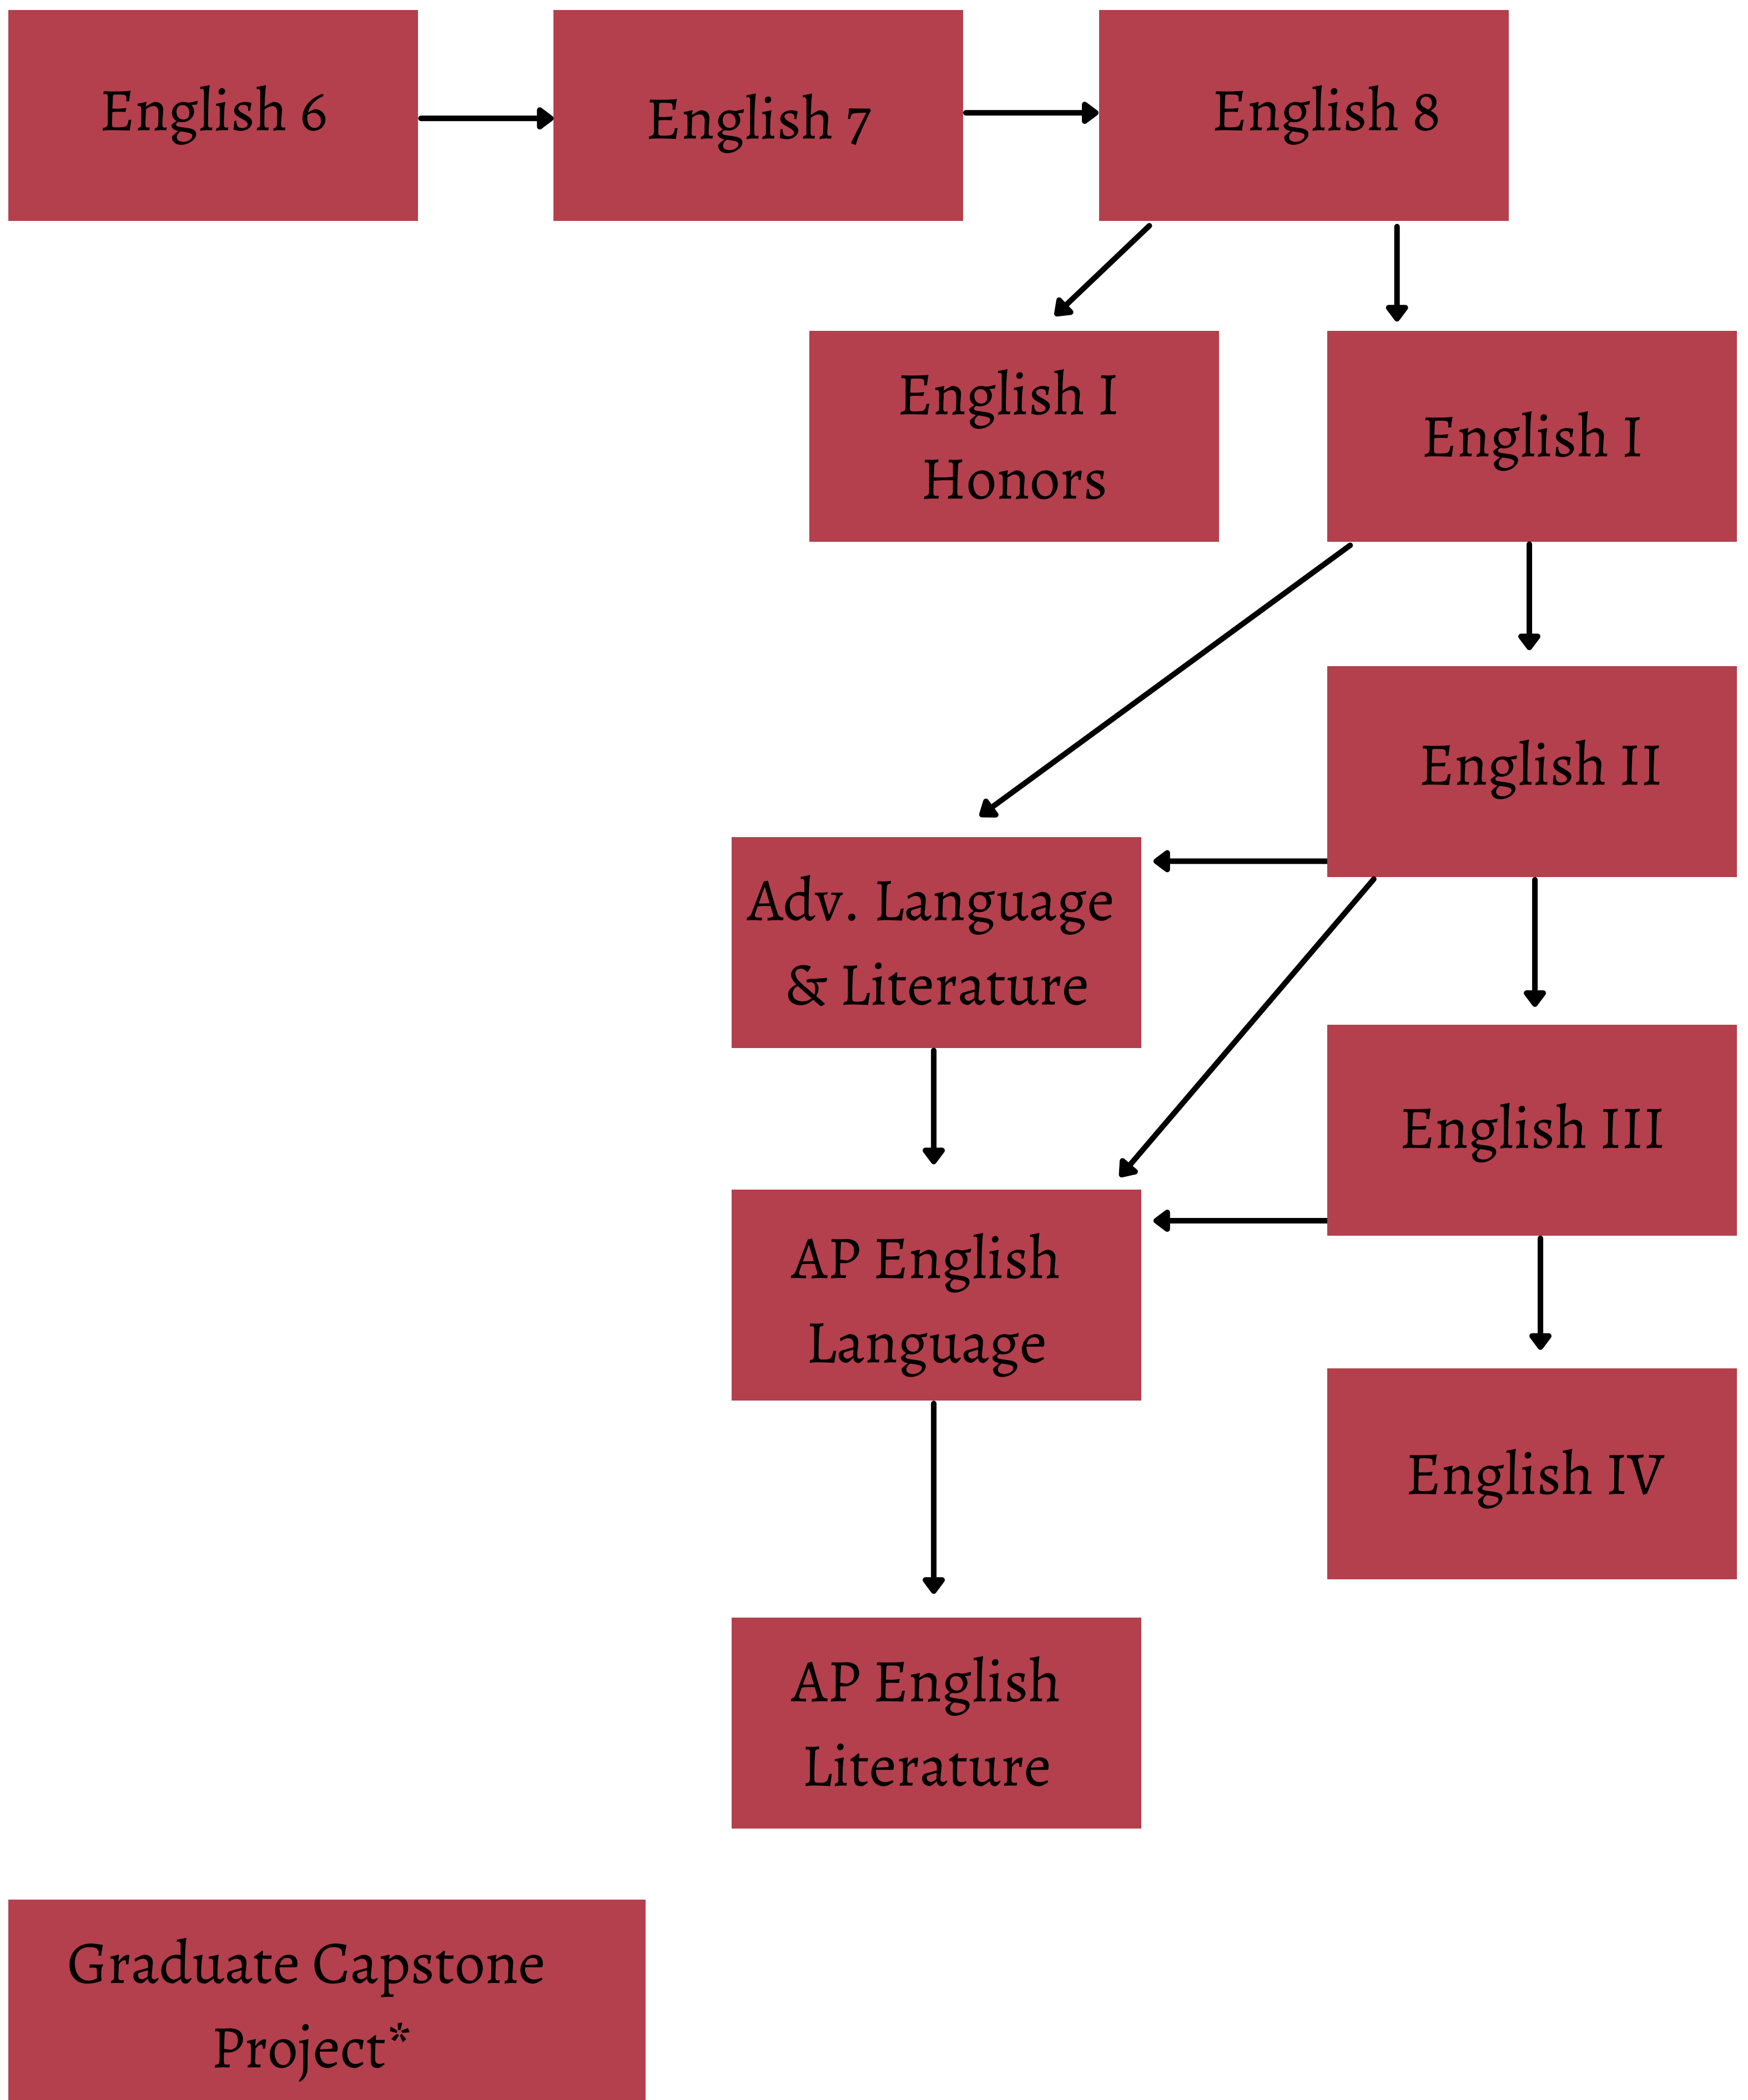 English 6
English 7
English 8
English I
Honors
English I
English II
Adv. Language
& Literature
English III
AP English
Language
English IV
AP English
Literature
Graduate Capstone
Project*